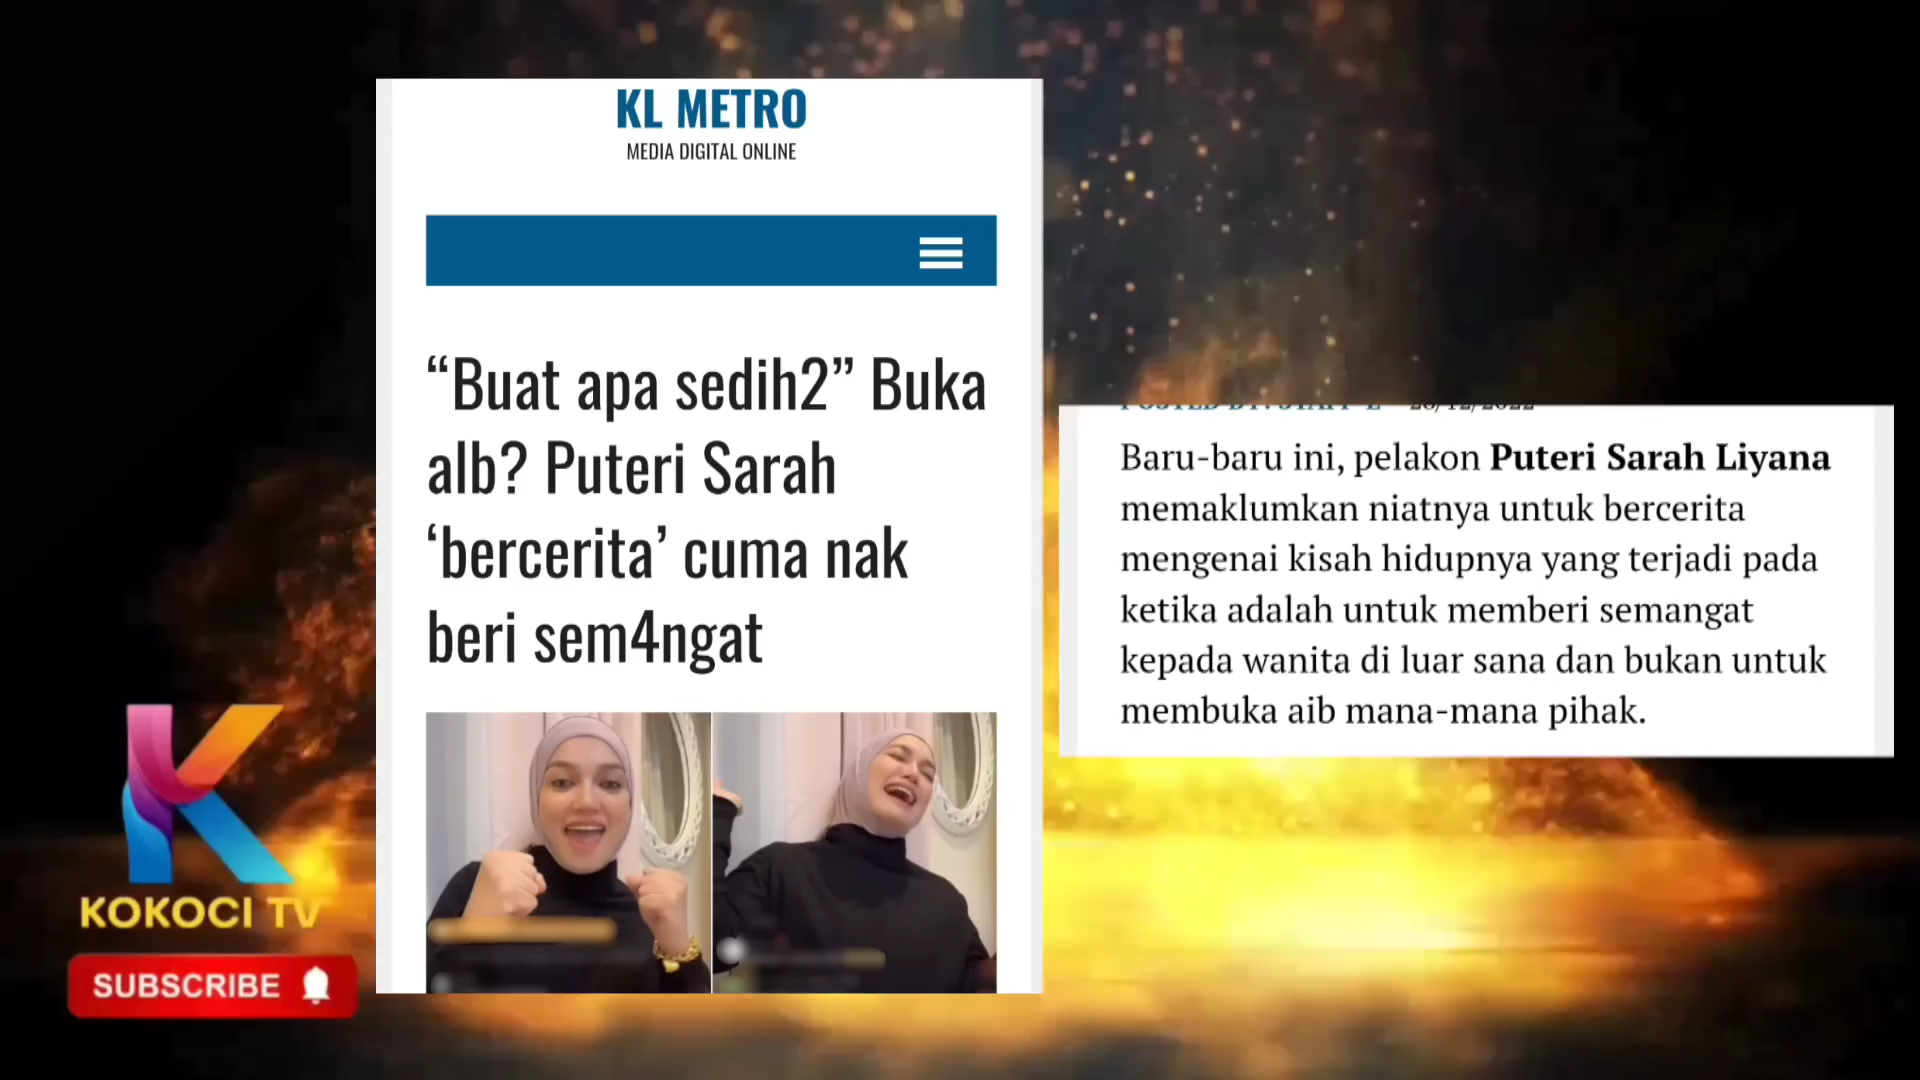 KL METRO
MEDIA DIGITAL ONLINE
“Buat apa sedih2” Buka
alb? Puteri Sarah
‘bercerita’ cuma nak
beri sem4ngat
Baru-baru ini, pelakon Puteri Sarah Liyana
memaklumkan niatnya untuk bercerita
mengenai kisah hidupnya yang terjadi pada
ketika adalah untuk memberi semangat
kepada wanita di luar sana dan bukan untuk
membuka aib mana-mana pihak.
KOKOCI TV
SUBSCRIBE